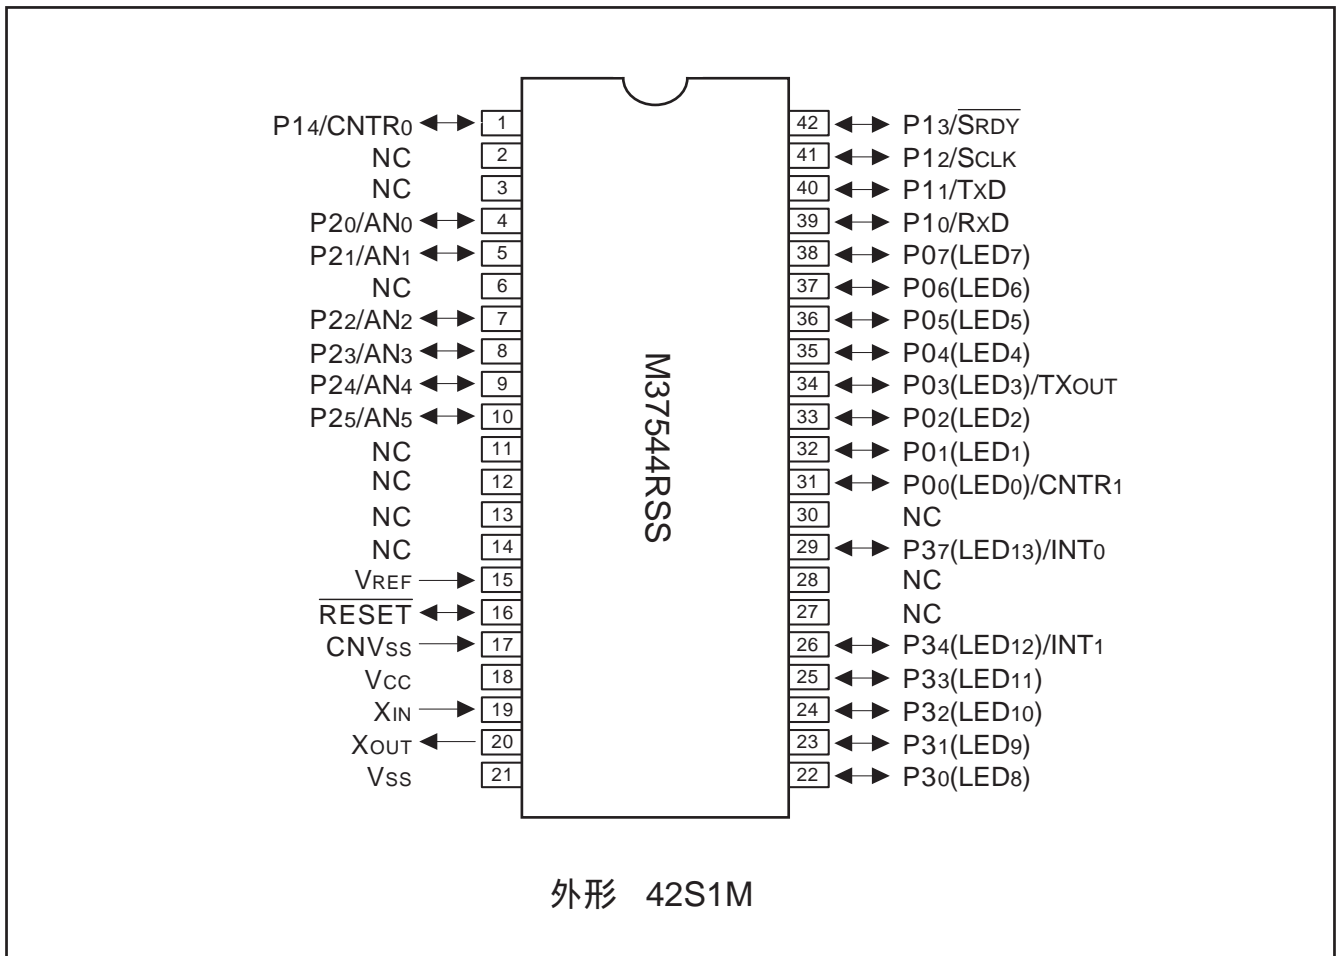 P14/CNTR0 1
NC 2
NC 3
P20/AN0 4
P21/AN1 5
NC 6
P22/AN2 7
P23/AN3 8
P24/AN4 9
P25/AN5 10
NC 11
NC 12
NC 13
NC 14
VREF 15
RESET 16
CNVSS 17
VCC 18
XIN 19
XOUT 20
VSS 21
M37544RSS
42 P13/SRDY
41 P12/SCLK
40 P11/TXD
39 P10/RXD
38 P07(LED7)
37 P06(LED6)
36 P05(LED5)
35 P04(LED4)
34 P03(LED3)/TXOUT
33 P02(LED2)
32 P01(LED1)
31 P00(LED0)/CNTR1
30 NC
29 P37(LED13)/INT0
28 NC
27 NC
26 P34(LED12)/INT1
25 P33(LED11)
24 P32(LED10)
23 P31(LED9)
22 P30(LED8)
外形 42S1M